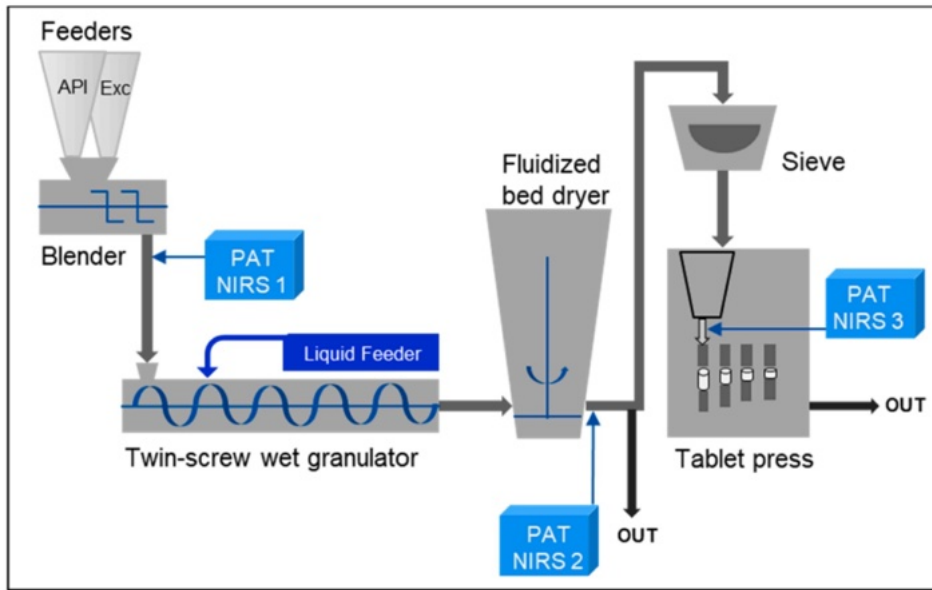 Feeders
API Exc
Blender
PAT
NIRS 1
Liquid Feeder
Twin-screw wet granulator
Fluidized
bed dryer
PAT
NIRS 2
OUT
Sieve
PAT
NIRS 3
Tablet press
OUT